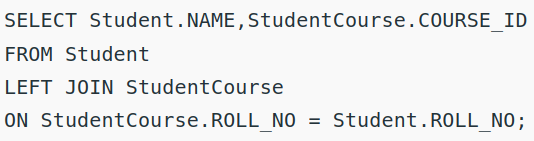 SELECT Student.NAME,StudentCourse.COURSE_ID
FROM Student
LEFT JOIN StudentCourse
ON StudentCourse.ROLL_NO = Student.ROLL_NO;